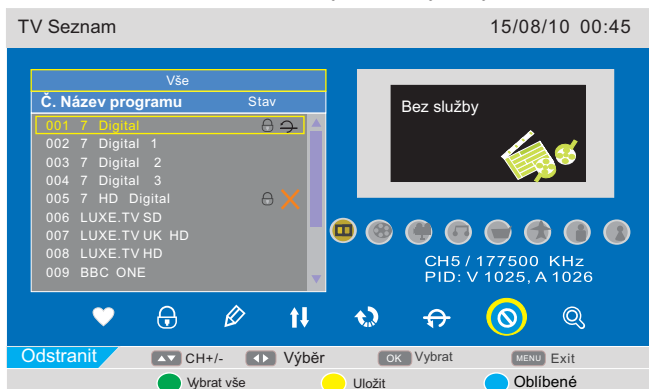 TV Seznam 15/08/10 00:45
Vše
Č. Název programu Stav
001 7 Digital
002 7 Digital 1
003 7 Digital 2
004 7 Digital 3
005 7 HD Digital
006 LUXE.TV SD
007 LUXE.TV UK HD
008 LUXE.TV HD
009 BBC ONE
Bez služby
CH5 / 177500 KHz
PID: V 1025, A 1026
Odstranit CH+/- Výběr OK Vybrat MENU Exit
Vybrat vše Uložit Oblíbené